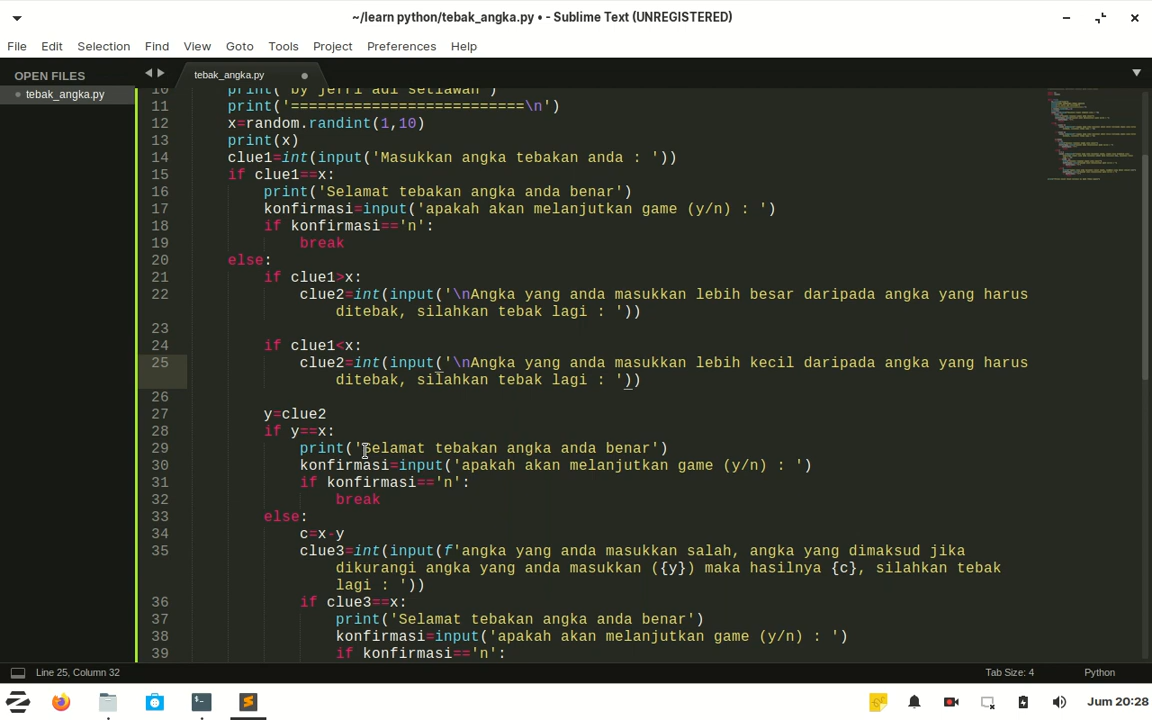 ~/learn python/tebak_angka.py • - Sublime Text (UNREGISTERED)
File Edit Selection Find View Goto Tools Project Preferences Help
OPEN FILES
tebak_angka.py
tebak_angka.py
10 print('by jefri adi setiawan')
11 print('==========================\n')
12 x=random.randint(1,10)
13 print(x)
14 clue1=int(input('Masukkan angka tebakan anda : '))
15 if clue1==x:
16 print('Selamat tebakan angka anda benar')
17 konfirmasi=input('apakah akan melanjutkan game (y/n) : ')
18 if konfirmasi=='n':
19 break
20 else:
21 if clue1>x:
22 clue2=int(input('\nAngka yang anda masukkan lebih besar daripada angka yang harus
ditebak, silahkan tebak lagi : '))
23
24 if clue1<x:
25 clue2=int(input('\nAngka yang anda masukkan lebih kecil daripada angka yang harus
ditebak, silahkan tebak lagi : '))
26
27 y=clue2
28 if y==x:
29 print('Selamat tebakan angka anda benar')
30 konfirmasi=input('apakah akan melanjutkan game (y/n) : ')
31 if konfirmasi=='n':
32 break
33 else:
34 c=x-y
35 clue3=int(input(f'angka yang anda masukkan salah, angka yang dimaksud jika
dikurangi angka yang anda masukkan ({y}) maka hasilnya {c}, silahkan tebak
lagi : '))
36 if clue3==x:
37 print('Selamat tebakan angka anda benar')
38 konfirmasi=input('apakah akan melanjutkan game (y/n) : ')
39 if konfirmasi=='n':
Line 25, Column 32
Tab Size: 4
Python
Jum 20:28